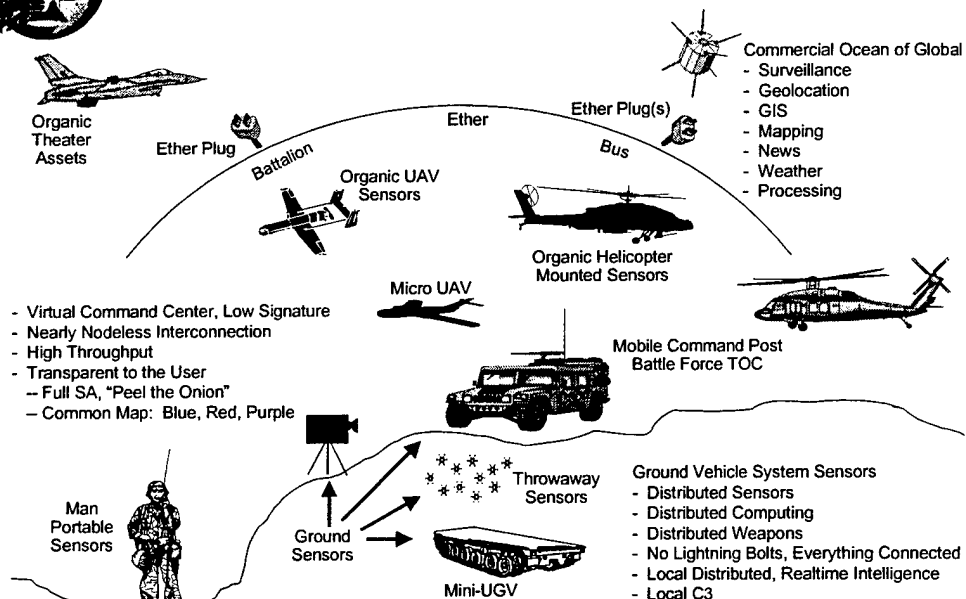 Commercial Ocean of Global
- Surveillance
- Geolocation
- GIS
- Mapping
- News
- Weather
- Processing
Organic
Theater
Assets
Ether Plug
Battalion
Ether
Ether Plug(s)
Bus
Organic UAV
Sensors
Organic Helicopter
Mounted Sensors
Micro UAV
- Virtual Command Center, Low Signature
- Nearly Nodeless Interconnection
- High Throughput
- Transparent to the User
-- Full SA, "Peel the Onion"
-- Common Map: Blue, Red, Purple
Mobile Command Post
Battle Force TOC
Man
Portable
Sensors
Ground
Sensors
Throwaway
Sensors
Mini-UGV
Ground Vehicle System Sensors
- Distributed Sensors
- Distributed Computing
- Distributed Weapons
- No Lightning Bolts, Everything Connected
- Local Distributed, Realtime Intelligence
- Local C3